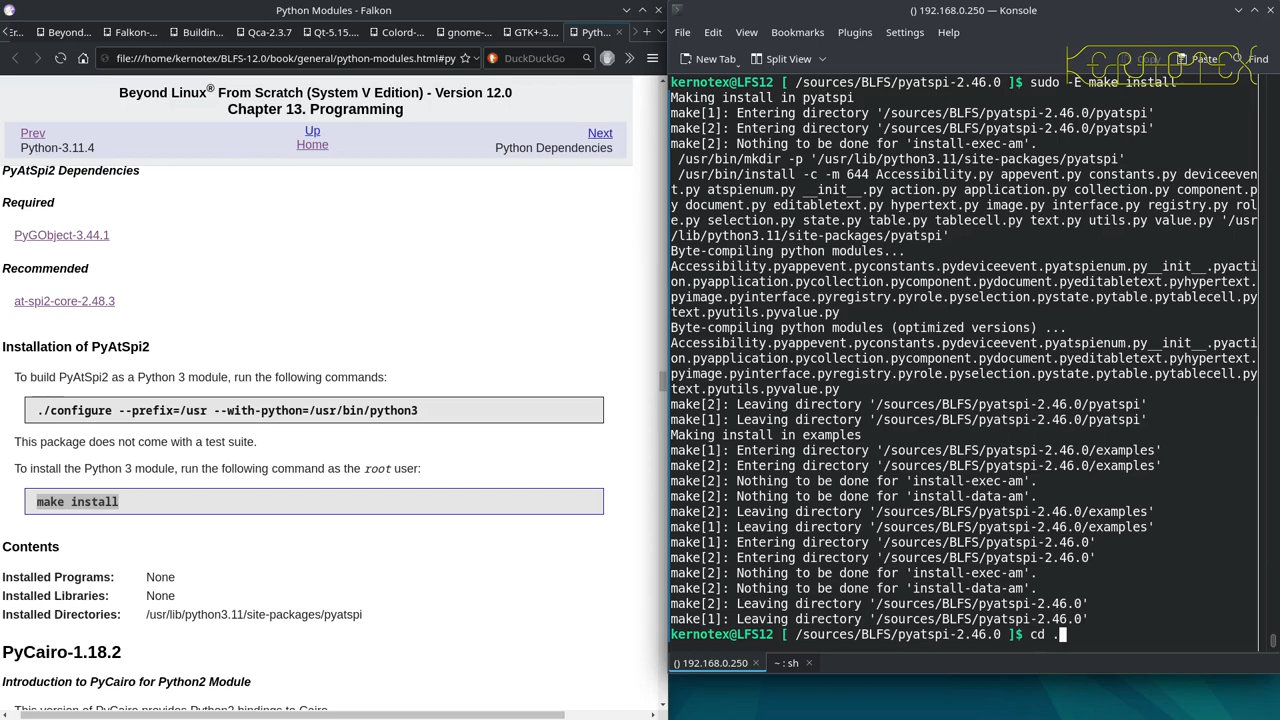 Python Modules - Falkon
Beyond...
Falkon-...
Buildin...
Qca-2.3.7
Qt-5.15....
Colord-...
gnome-...
GTK+-3....
Pyth...
file:///home/kernotex/BLFS-12.0/book/general/python-modules.html#py
DuckDuckGo
Beyond Linux® From Scratch (System V Edition) - Version 12.0
Chapter 13. Programming
Prev
Up
Next
Python-3.11.4
Home
Python Dependencies
PyAtSpi2 Dependencies
Required
PyGObject-3.44.1
Recommended
at-spi2-core-2.48.3
Installation of PyAtSpi2
To build PyAtSpi2 as a Python 3 module, run the following commands:
./configure --prefix=/usr --with-python=/usr/bin/python3
This package does not come with a test suite.
To install the Python 3 module, run the following command as the root user:
make install
Contents
Installed Programs: None
Installed Libraries: None
Installed Directories: /usr/lib/python3.11/site-packages/pyatspi
PyCairo-1.18.2
Introduction to PyCairo for Python2 Module
This version of PyCairo provides Python2 bindings to Cairo.
() 192.168.0.250 — Konsole
File Edit View Bookmarks Plugins Settings Help
New Tab Split View Copy Paste Find
KERNOTEX
kernotex@LFS12 [ /sources/BLFS/pyatspi-2.46.0 ]$ sudo -E make install
Making install in pyatspi
make[1]: Entering directory '/sources/BLFS/pyatspi-2.46.0/pyatspi'
make[2]: Entering directory '/sources/BLFS/pyatspi-2.46.0/pyatspi'
make[2]: Nothing to be done for 'install-exec-am'.
/usr/bin/mkdir -p '/usr/lib/python3.11/site-packages/pyatspi'
/usr/bin/install -c -m 644 Accessibility.py appevent.py constants.py deviceeven
t.py atspienum.py __init__.py action.py application.py collection.py component.p
y document.py editabletext.py hypertext.py image.py interface.py registry.py rol
e.py selection.py state.py table.py tablecell.py text.py utils.py value.py '/usr
/lib/python3.11/site-packages/pyatspi'
Byte-compiling python modules...
Accessibility.pyappevent.pyconstants.pydeviceevent.pyatspienum.py__init__.pyacti
on.pyapplication.pycollection.pycomponent.pydocument.pyeditabletext.pyhypertext.
pyimage.pyinterface.pyregistry.pyrole.pyselection.pystate.pytable.pytablecell.py
text.pyutils.pyvalue.py
Byte-compiling python modules (optimized versions) ...
Accessibility.pyappevent.pyconstants.pydeviceevent.pyatspienum.py__init__.pyacti
on.pyapplication.pycollection.pycomponent.pydocument.pyeditabletext.pyhypertext.
pyimage.pyinterface.pyregistry.pyrole.pyselection.pystate.pytable.pytablecell.py
text.pyutils.pyvalue.py
make[2]: Leaving directory '/sources/BLFS/pyatspi-2.46.0/pyatspi'
make[1]: Leaving directory '/sources/BLFS/pyatspi-2.46.0/pyatspi'
Making install in examples
make[1]: Entering directory '/sources/BLFS/pyatspi-2.46.0/examples'
make[2]: Entering directory '/sources/BLFS/pyatspi-2.46.0/examples'
make[2]: Nothing to be done for 'install-exec-am'.
make[2]: Nothing to be done for 'install-data-am'.
make[2]: Leaving directory '/sources/BLFS/pyatspi-2.46.0/examples'
make[1]: Leaving directory '/sources/BLFS/pyatspi-2.46.0/examples'
make[1]: Entering directory '/sources/BLFS/pyatspi-2.46.0'
make[2]: Entering directory '/sources/BLFS/pyatspi-2.46.0'
make[2]: Nothing to be done for 'install-exec-am'.
make[2]: Nothing to be done for 'install-data-am'.
make[2]: Leaving directory '/sources/BLFS/pyatspi-2.46.0'
make[1]: Leaving directory '/sources/BLFS/pyatspi-2.46.0'
kernotex@LFS12 [ /sources/BLFS/pyatspi-2.46.0 ]$ cd .
() 192.168.0.250
~ : sh